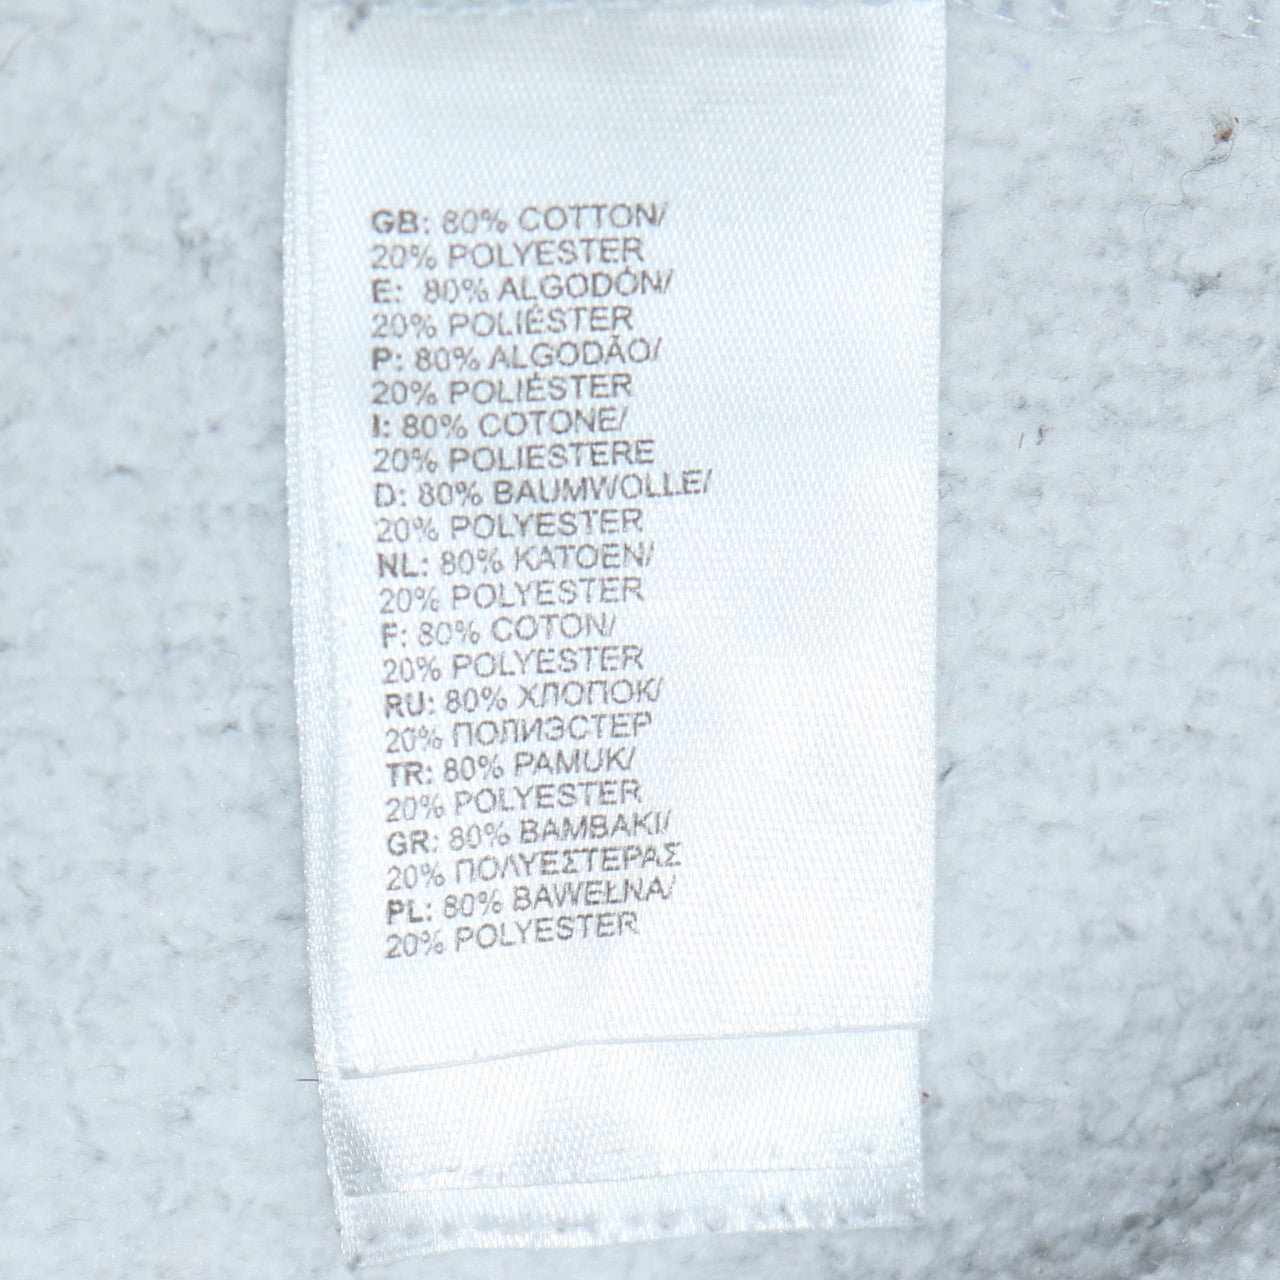 GB: 80% COTTON/
20% POLYESTER
E: 80% ALGODÓN/
20% POLIÉSTER
P: 80% ALGODÃO/
20% POLIÉSTER
I: 80% COTONE/
20% POLIESTERE
D: 80% BAUMWOLLE/
20% POLYESTER
NL: 80% KATOEN/
20% POLYESTER
F: 80% COTON/
20% POLYESTER
RU: 80% ХЛОПОК/
20% ПОЛИЭСТЕР
TR: 80% PAMUK/
20% POLYESTER
GR: 80% ΒΑΜΒΑΚΙ/
20% ΠΟΛΥΕΣΤΕΡΑΣ
PL: 80% BAWEŁNA/
20% POLYESTER